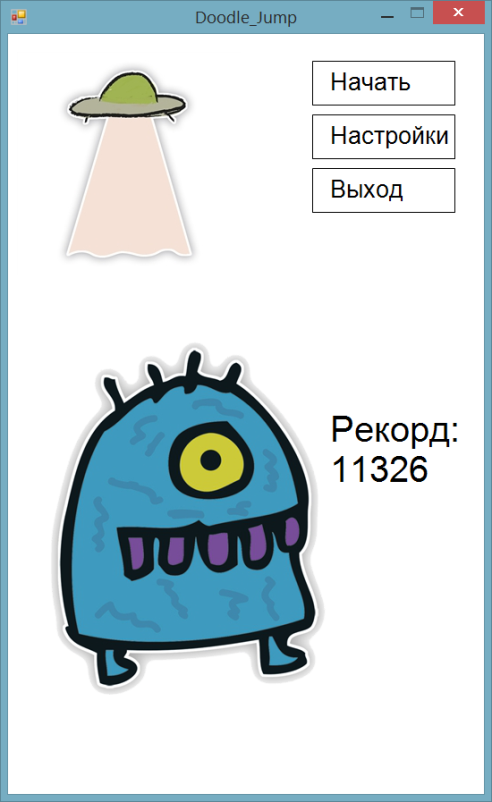 Doodle_Jump
Начать
Настройки
Выход
Рекорд:
11326